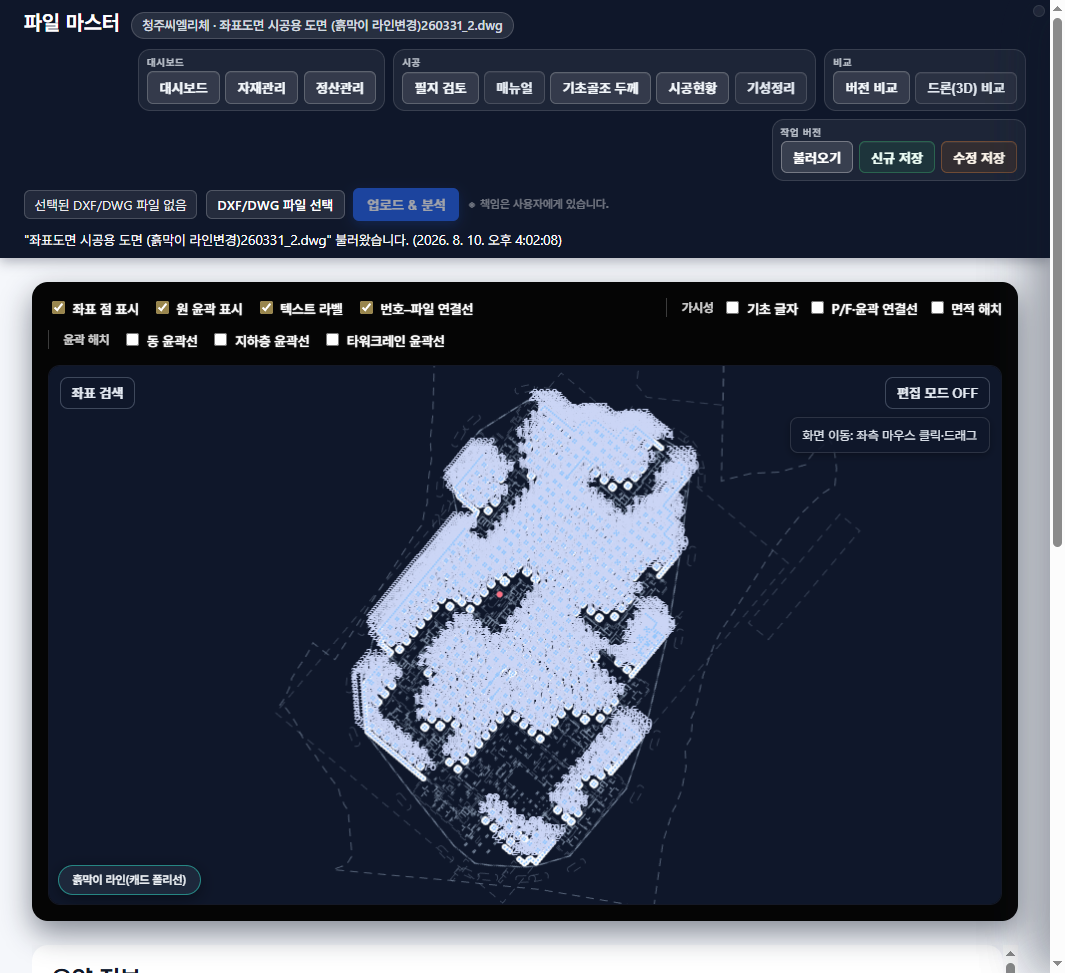 파일 마스터
청주씨엘리체 · 좌표도면 시공용 도면 (흙막이 라인변경)260331_2.dwg
대시보드
대시보드 자재관리 정산관리
시공
필지 검토 매뉴얼 기초골조 두께 시공현황 기성정리
비교
버전 비교 드론(3D) 비교
작업 버전
불러오기 신규 저장 수정 저장
선택된 DXF/DWG 파일 없음 DXF/DWG 파일 선택 업로드 & 분석 ● 책임은 사용자에게 있습니다.
"좌표도면 시공용 도면 (흙막이 라인변경)260331_2.dwg" 불러왔습니다. (2026. 8. 10. 오후 4:02:08)
좌표 점 표시 원 윤곽 표시 텍스트 라벨 번호–파일 연결선 가시성 기초 글자 P/F-윤곽 연결선 면적 해치
윤곽 해치 동 윤곽선 지하층 윤곽선 타워크레인 윤곽선
좌표 검색 편집 모드 OFF
화면 이동: 좌측 마우스 클릭·드래그
흙막이 라인(캐드 폴리선)